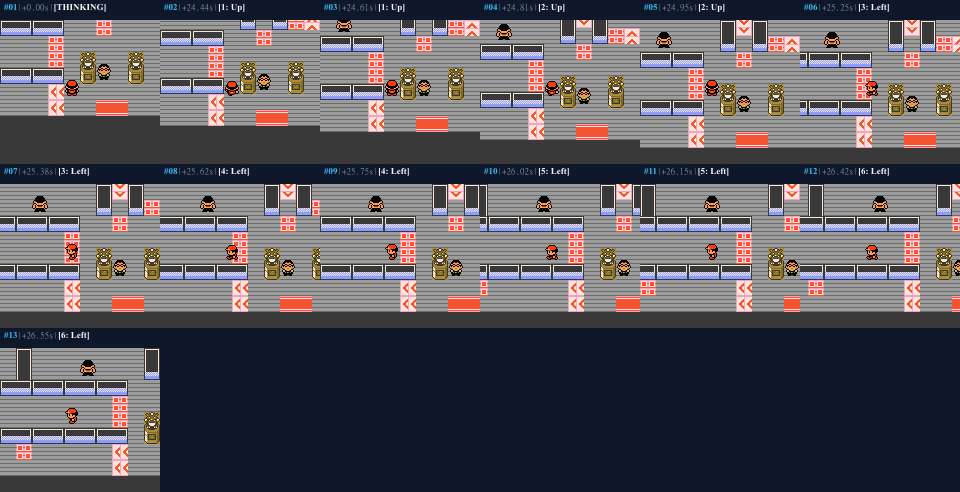 #01|+0.00s|[THINKING]
#02|+24.44s|[1: Up]
#03|+24.61s|[1: Up]
#04|+24.81s|[2: Up]
#05|+24.95s|[2: Up]
#06|+25.25s|[3: Left]
#07|+25.38s|[3: Left]
#08|+25.62s|[4: Left]
#09|+25.75s|[4: Left]
#10|+26.02s|[5: Left]
#11|+26.15s|[5: Left]
#12|+26.42s|[6: Left]
#13|+26.55s|[6: Left]